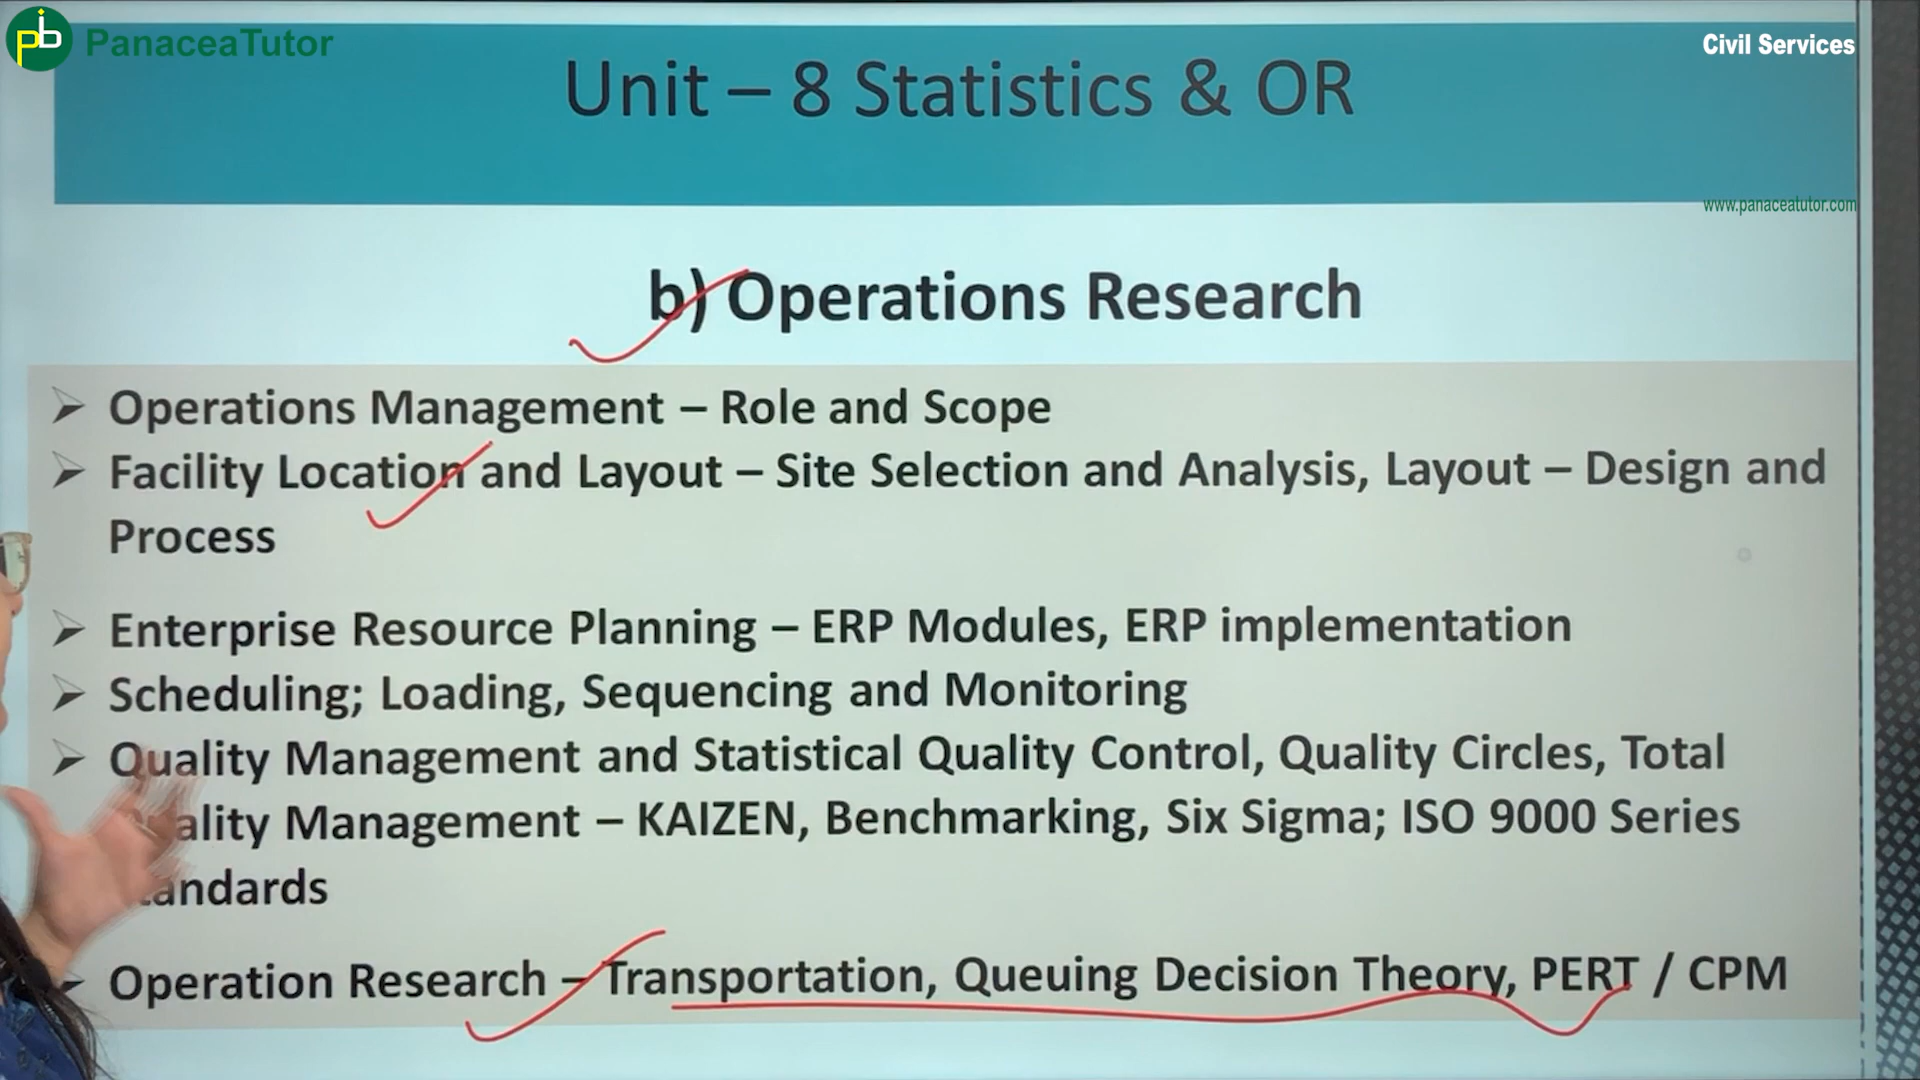 PanaceaTutor
Civil Services
Unit – 8 Statistics & OR
www.panaceatutor.com
b) Operations Research
Operations Management – Role and Scope
Facility Location and Layout – Site Selection and Analysis, Layout – Design and
Process
Enterprise Resource Planning – ERP Modules, ERP implementation
Scheduling; Loading, Sequencing and Monitoring
Quality Management and Statistical Quality Control, Quality Circles, Total
ality Management – KAIZEN, Benchmarking, Six Sigma; ISO 9000 Series
andards
Operation Research – Transportation, Queuing Decision Theory, PERT / CPM